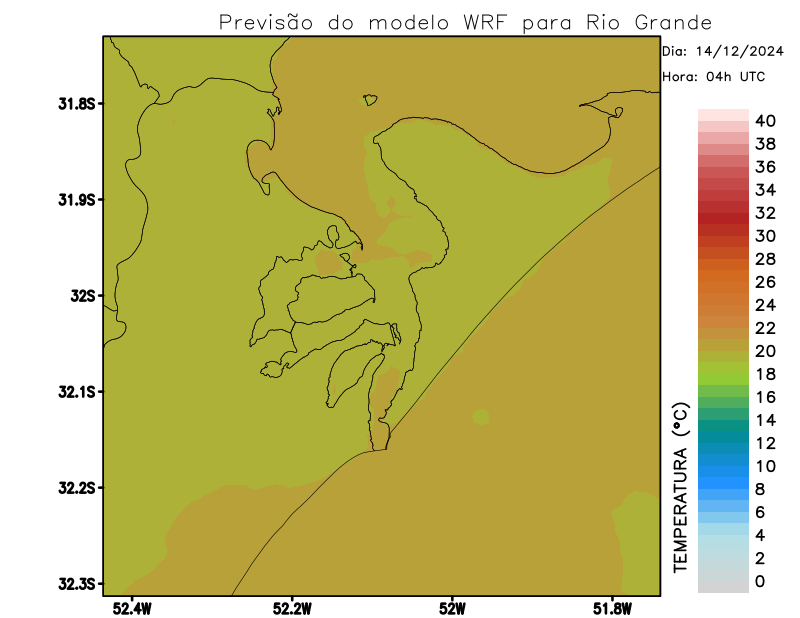 Previsão do modelo WRF para Rio Grande
Dia: 14/12/2024
Hora: 04h UTC
31.8S
31.9S
32S
32.1S
32.2S
32.3S
52.4W
52.2W
52W
51.8W
40
38
36
34
32
30
28
26
24
22
20
18
16
14
12
10
8
6
4
2
0
TEMPERATURA (ºC)